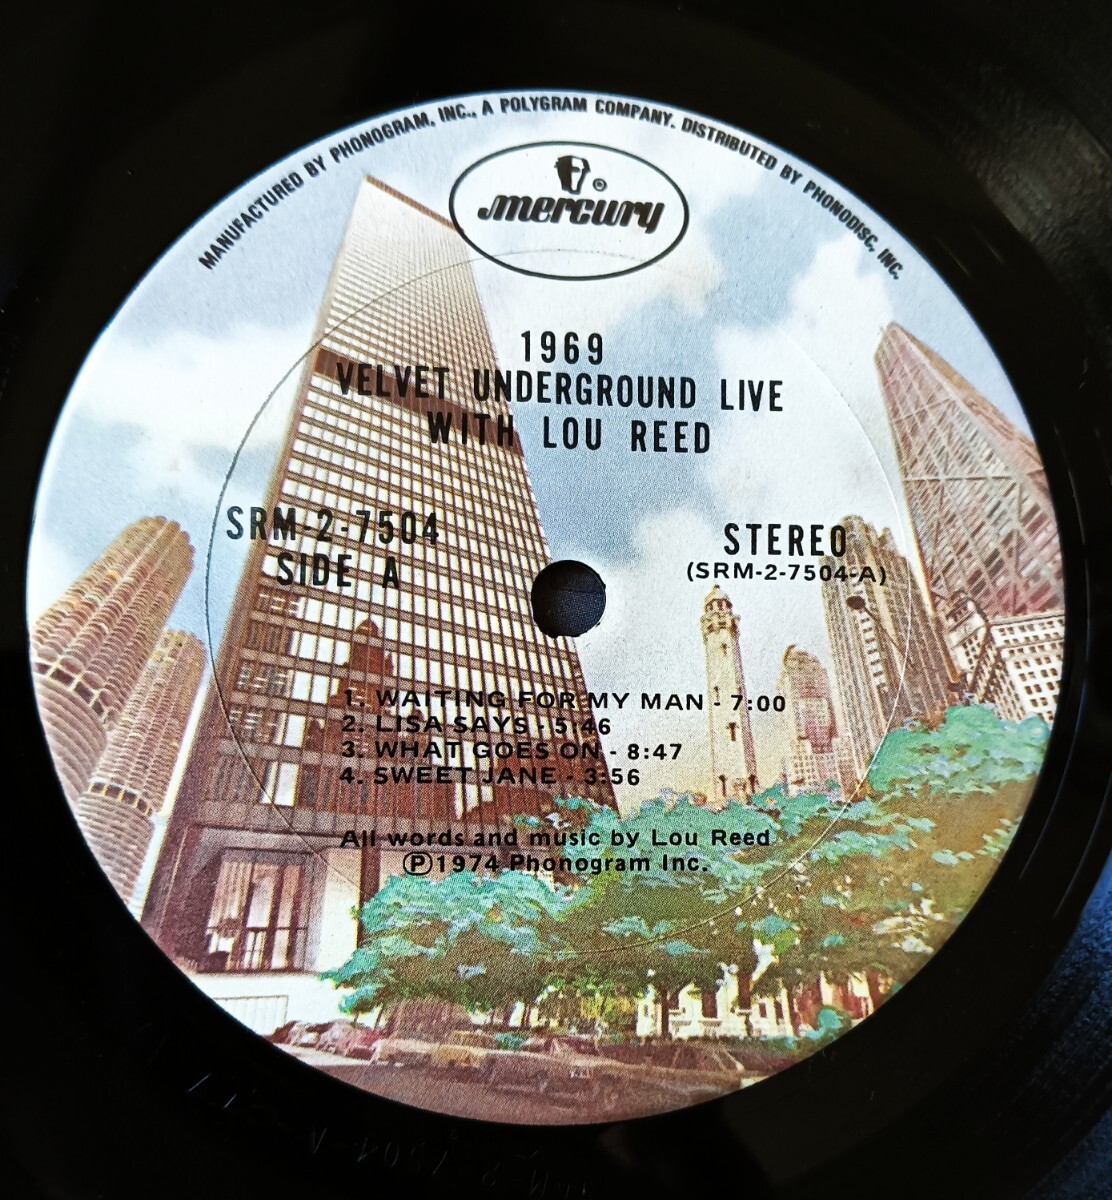 MANUFACTURED BY PHONOGRAM, INC., A POLYGRAM COMPANY. DISTRIBUTED BY PHONODISC, INC.
mercury ®
1969
VELVET UNDERGROUND LIVE
WITH LOU REED
SRM-2-7504
SIDE A
STEREO
(SRM-2-7504-A)
1. WAITING FOR MY MAN - 7:00
2. LISA SAYS - 5:46
3. WHAT GOES ON - 8:47
4. SWEET JANE - 3:56
All words and music by Lou Reed
Ⓟ1974 Phonogram Inc.